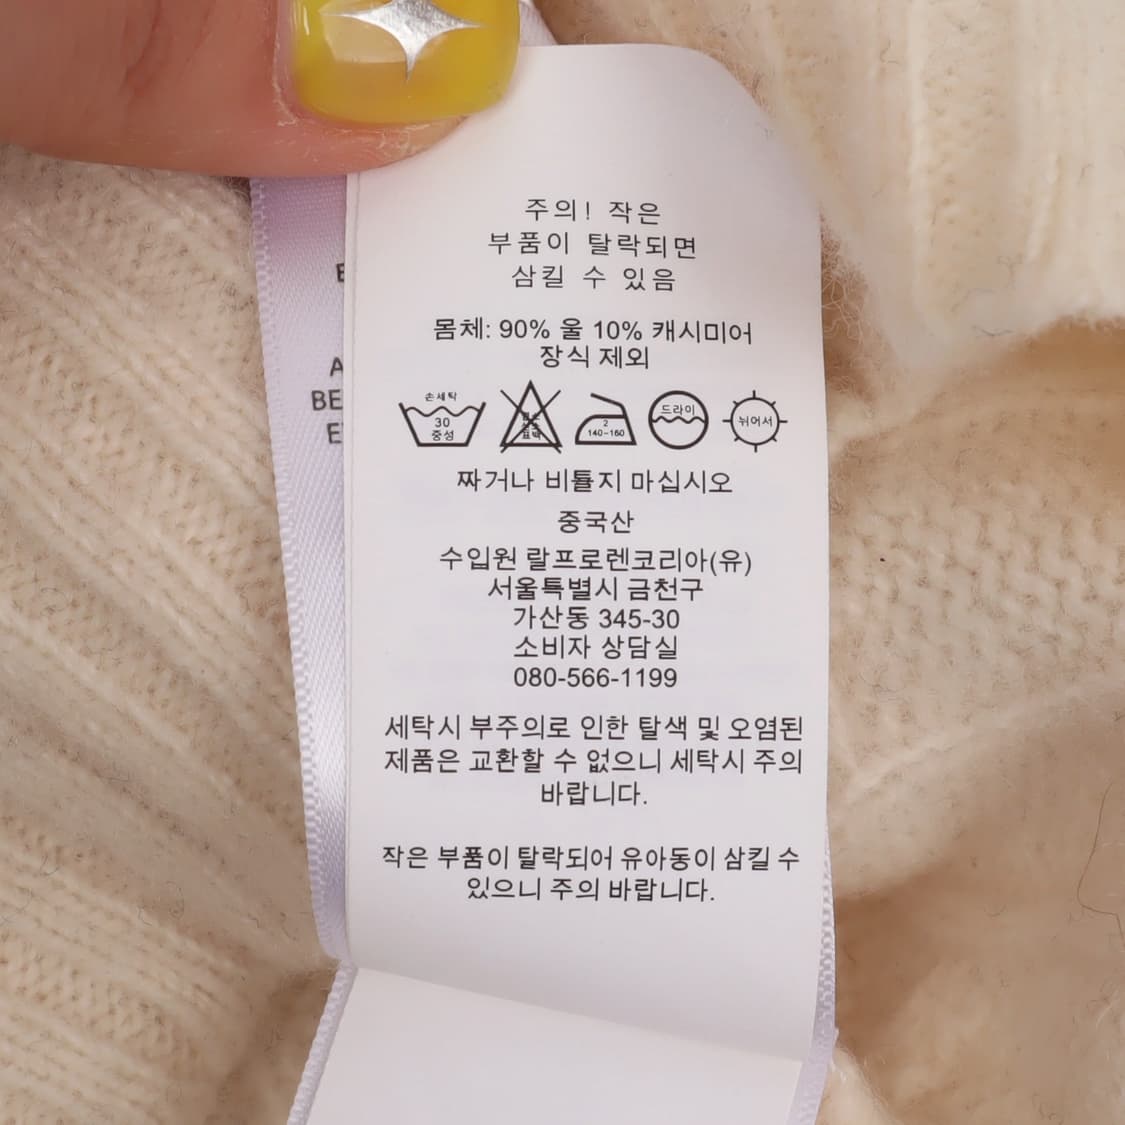 주의! 작은
부품이 탈락되면
삼킬 수 있음
몸체: 90% 울 10% 캐시미어
장식 제외
손세탁
30
중성
표백
2
140-160
드라이
뉘어서
짜거나 비틀지 마십시오
중국산
수입원 랄프로렌코리아(유)
서울특별시 금천구
가산동 345-30
소비자 상담실
080-566-1199
세탁시 부주의로 인한 탈색 및 오염된
제품은 교환할 수 없으니 세탁시 주의
바랍니다.
작은 부품이 탈락되어 유아동이 삼킬 수
있으니 주의 바랍니다.